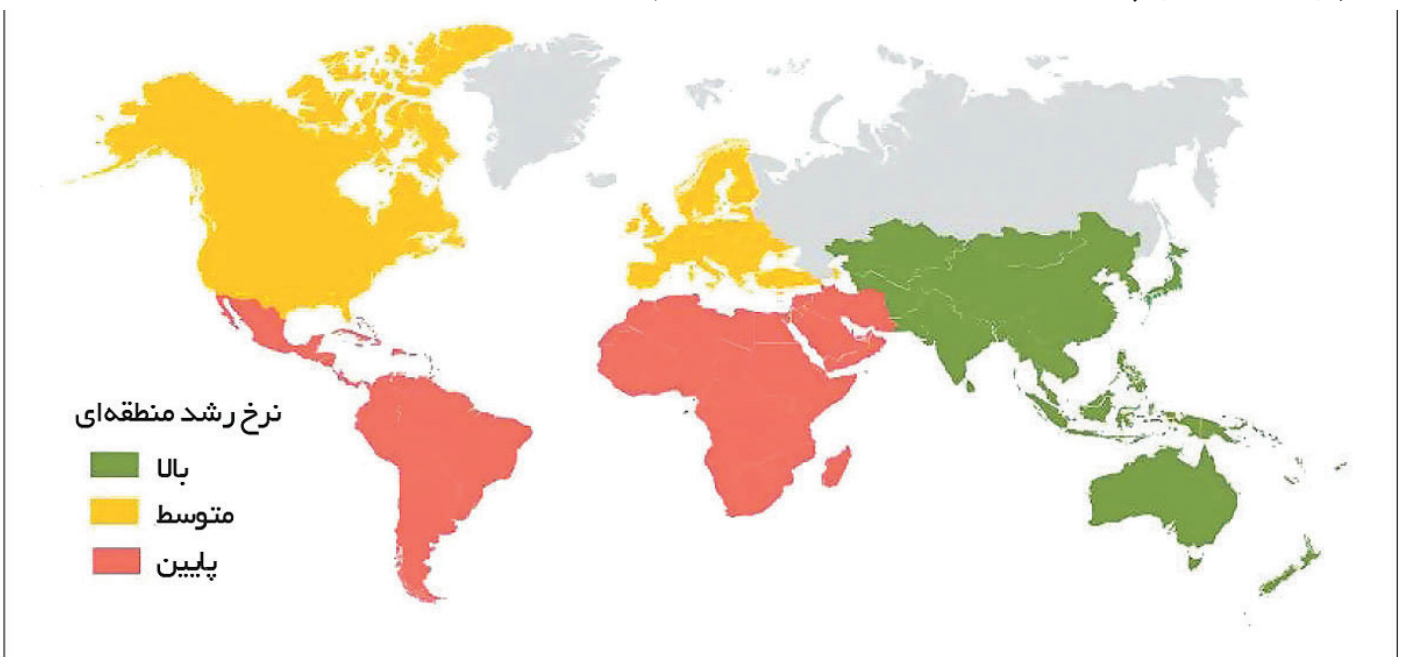 نرخ رشد منطقه‌ای
بالا
متوسط
پایین